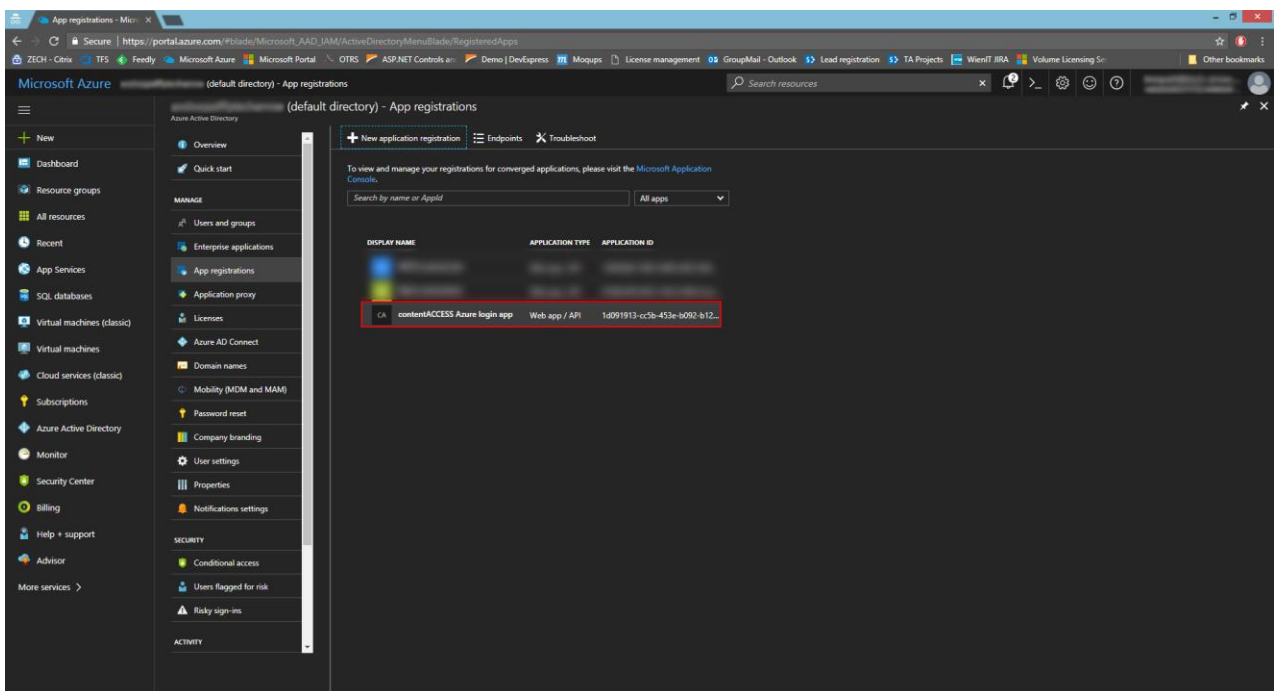 App registrations - Micr
Secure | https://portal.azure.com/#blade/Microsoft_AAD_IAM/ActiveDirectoryMenuBlade/RegisteredApps
ZECH - Citrix TFS Feedly Microsoft Azure Microsoft Portal OTRS ASP.NET Controls an Demo | DevExpress Moqups License management GroupMail - Outlook Lead registration TA Projects WienIT JIRA Volume Licensing Se Other bookmarks
Microsoft Azure (default directory) - App registrations Search resources
(default directory) - App registrations
Azure Active Directory
New
Dashboard
Resource groups
All resources
Recent
App Services
SQL databases
Virtual machines (classic)
Virtual machines
Cloud services (classic)
Subscriptions
Azure Active Directory
Monitor
Security Center
Billing
Help + support
Advisor
More services
Overview
Quick start
MANAGE
Users and groups
Enterprise applications
App registrations
Application proxy
Licenses
Azure AD Connect
Domain names
Mobility (MDM and MAM)
Password reset
Company branding
User settings
Properties
Notifications settings
SECURITY
Conditional access
Users flagged for risk
Risky sign-ins
ACTIVITY
New application registration Endpoints Troubleshoot
To view and manage your registrations for converged applications, please visit the Microsoft Application
Console.
Search by name or AppId All apps
DISPLAY NAME APPLICATION TYPE APPLICATION ID
CA contentACCESS Azure login app Web app / API 1d091913-cc5b-453e-b092-b12...